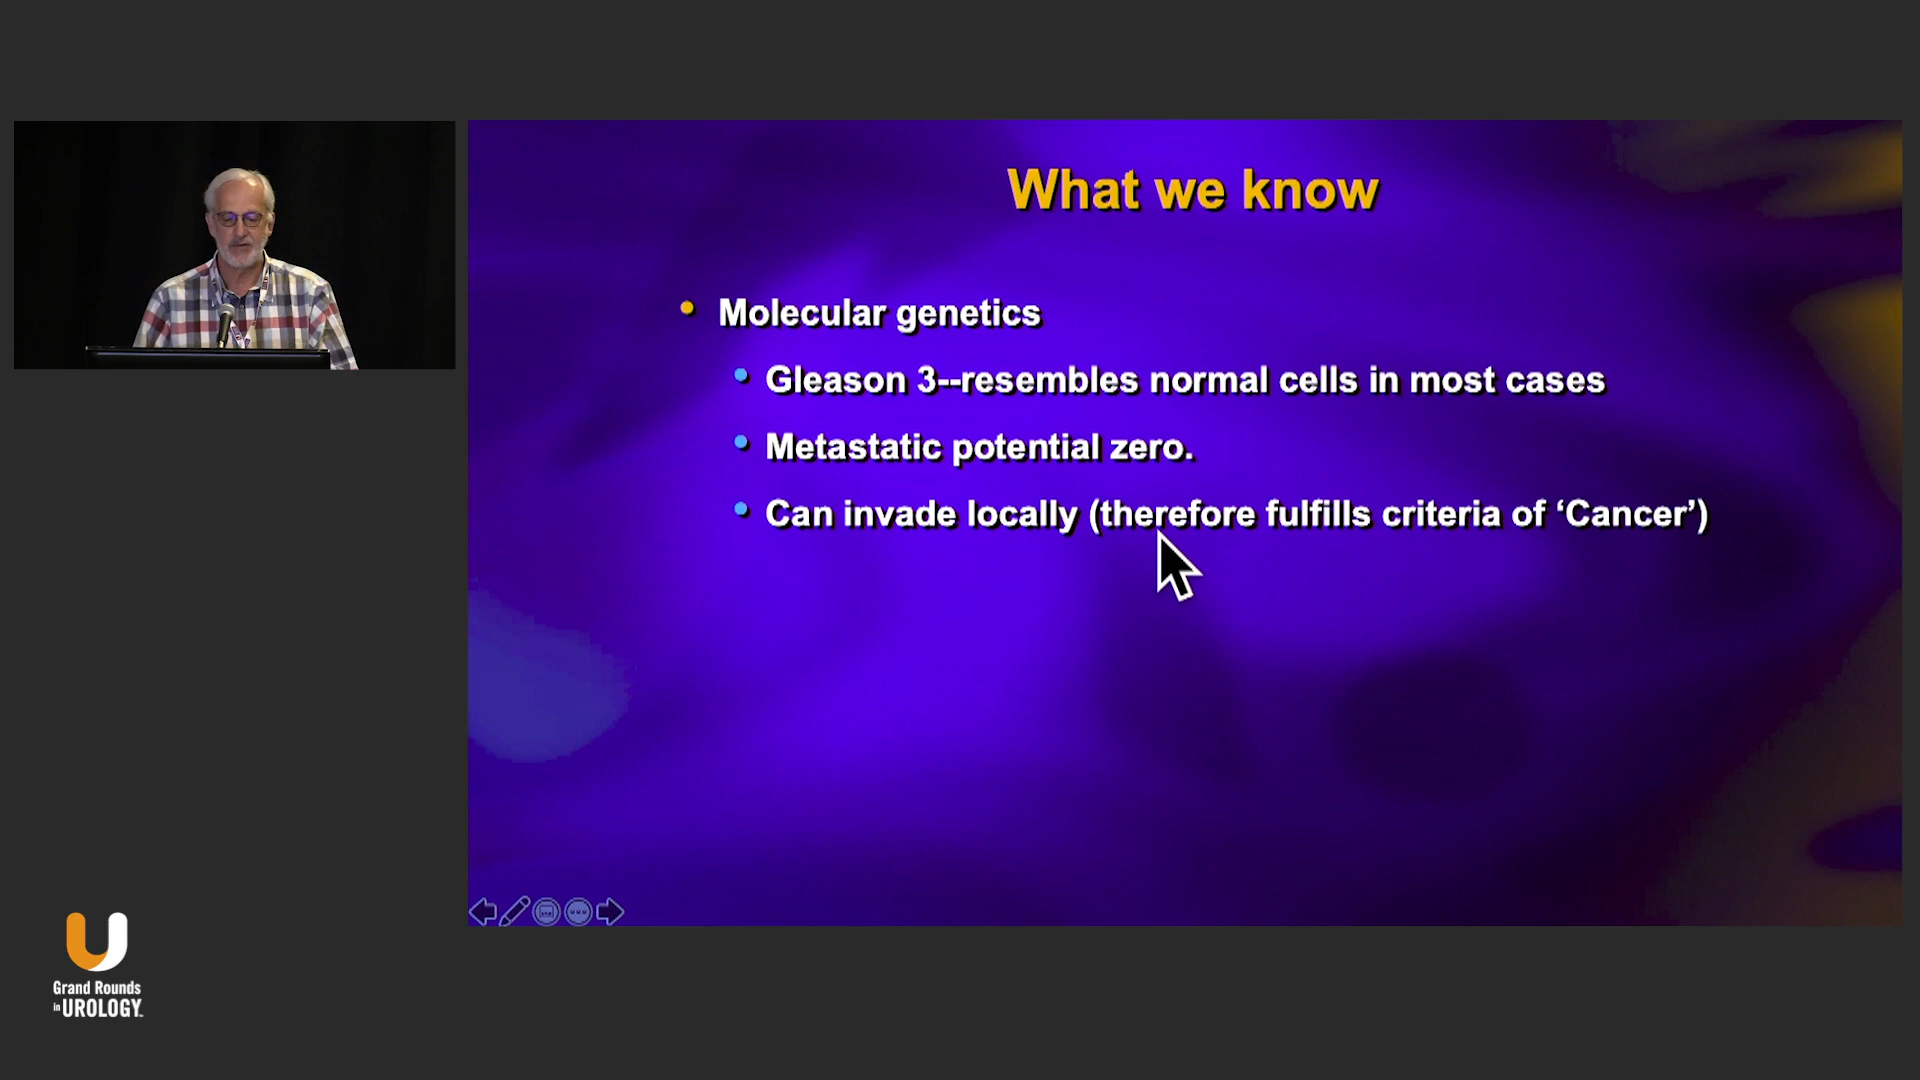 What we know
Molecular genetics
Gleason 3--resembles normal cells in most cases
Metastatic potential zero.
Can invade locally (therefore fulfills criteria of ‘Cancer’)
Grand Rounds
in UROLOGY